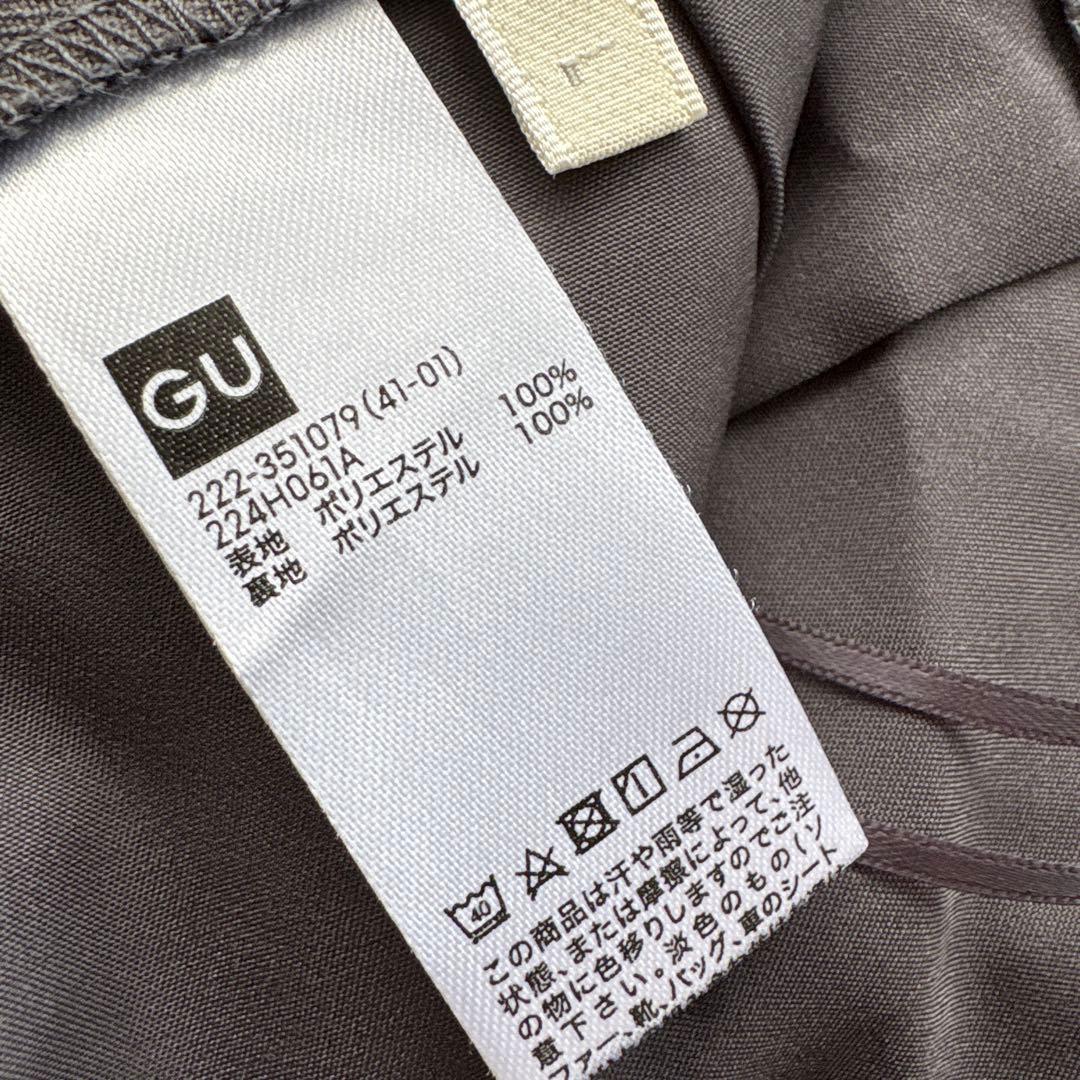 GU
222-351079(41-01)
224H061A
表地 ポリエステル 100%
裏地 ポリエステル 100%
40
この商品は汗や雨等で湿った
状態、または摩擦によって、他
の物に色移りしますのでご注
意下さい。淡色のもの(ソ
ファー、靴、バッグ、車のシート